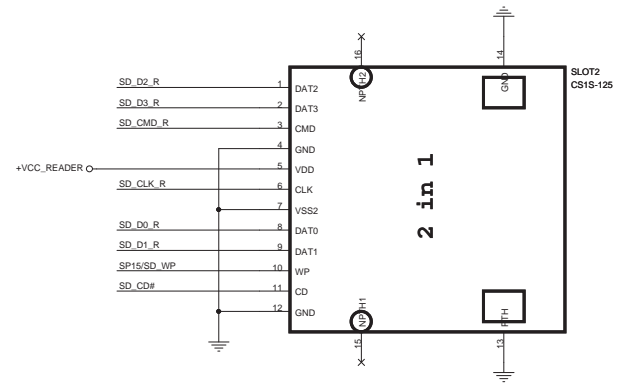 14
16
SLOT2
CS1S-125
GND
NPTH2
SD_D2_R 1 DAT2
SD_D3_R 2 DAT3
SD_CMD_R 3 CMD
4 GND
+VCC_READER 5 VDD
SD_CLK_R 6 CLK
7 VSS2
SD_D0_R 8 DAT0
SD_D1_R 9 DAT1
SP15/SD_WP 10 WP
SD_CD# 11 CD
12 GND
2 in 1
NPTH1
PTH
15
13